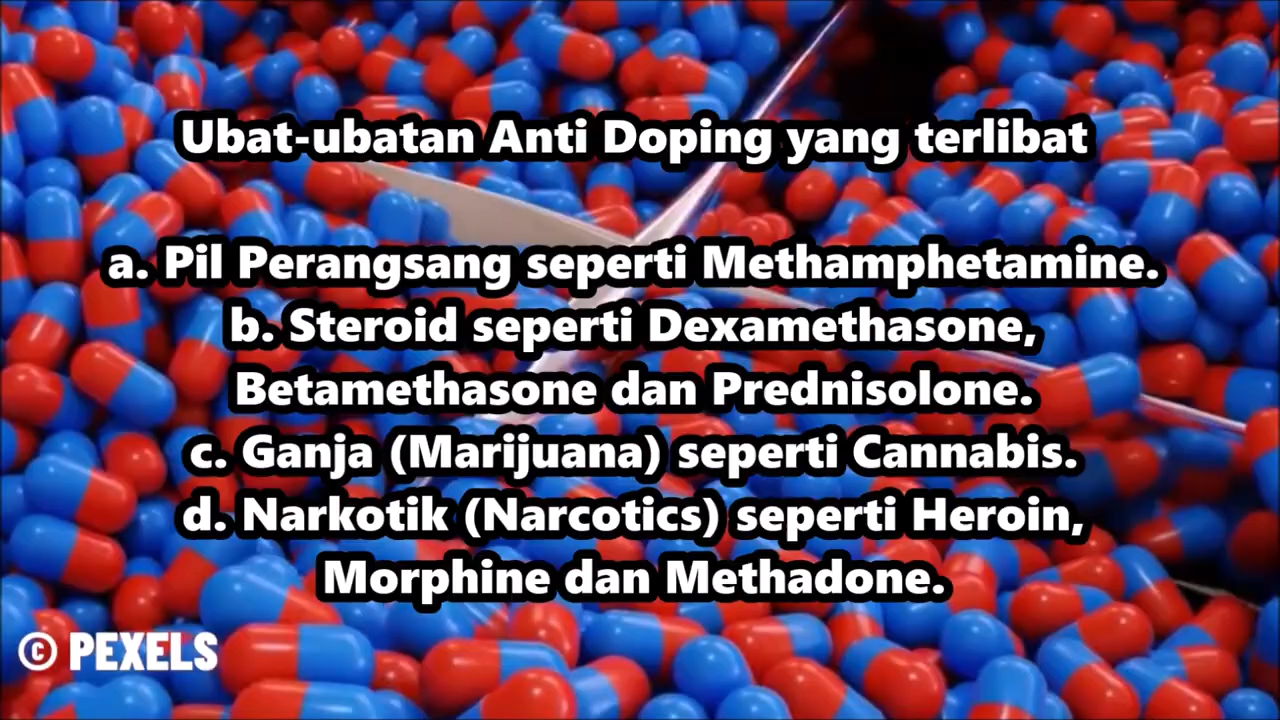 Ubat-ubatan Anti Doping yang terlibat
a. Pil Perangsang seperti Methamphetamine.
b. Steroid seperti Dexamethasone,
Betamethasone dan Prednisolone.
c. Ganja (Marijuana) seperti Cannabis.
d. Narkotik (Narcotics) seperti Heroin,
Morphine dan Methadone.
© PEXELS